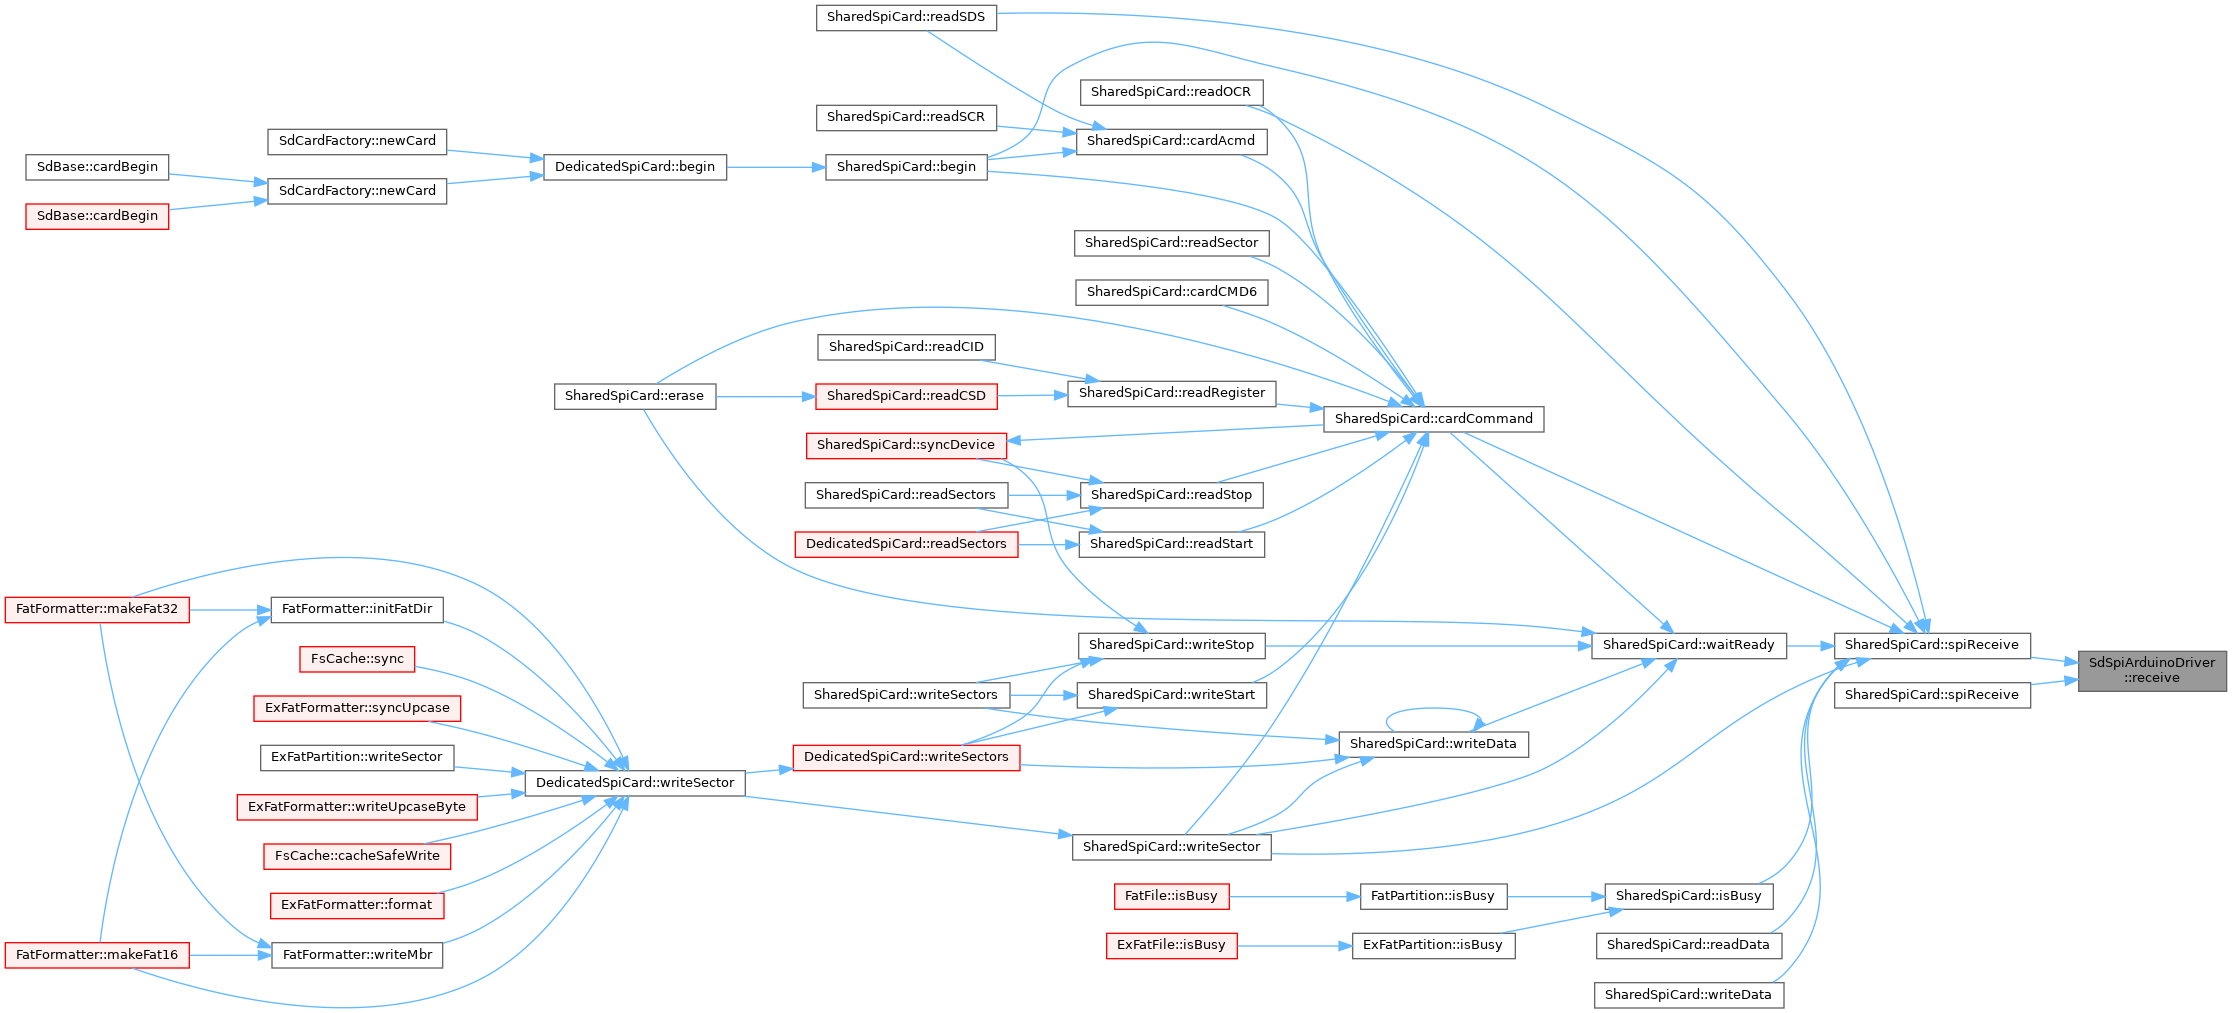 SharedSpiCard::readSDS
SharedSpiCard::readOCR
SharedSpiCard::readSCR
SharedSpiCard::cardAcmd
SdCardFactory::newCard
SdBase::cardBegin
DedicatedSpiCard::begin
SharedSpiCard::begin
SdCardFactory::newCard
SdBase::cardBegin
SharedSpiCard::readSector
SharedSpiCard::cardCMD6
SharedSpiCard::readCID
SharedSpiCard::erase
SharedSpiCard::readCSD
SharedSpiCard::readRegister
SharedSpiCard::cardCommand
SharedSpiCard::syncDevice
SharedSpiCard::readSectors
SharedSpiCard::readStop
DedicatedSpiCard::readSectors
SharedSpiCard::readStart
FatFormatter::makeFat32
FatFormatter::initFatDir
FsCache::sync
SharedSpiCard::writeStop
SharedSpiCard::waitReady
SharedSpiCard::spiReceive
SdSpiArduinoDriver
::receive
SharedSpiCard::writeSectors
SharedSpiCard::writeStart
SharedSpiCard::spiReceive
ExFatFormatter::syncUpcase
SharedSpiCard::writeData
ExFatPartition::writeSector
DedicatedSpiCard::writeSectors
DedicatedSpiCard::writeSector
ExFatFormatter::writeUpcaseByte
SharedSpiCard::writeSector
FsCache::cacheSafeWrite
FatFile::isBusy
FatPartition::isBusy
SharedSpiCard::isBusy
ExFatFormatter::format
ExFatFile::isBusy
ExFatPartition::isBusy
SharedSpiCard::readData
FatFormatter::makeFat16
FatFormatter::writeMbr
SharedSpiCard::writeData